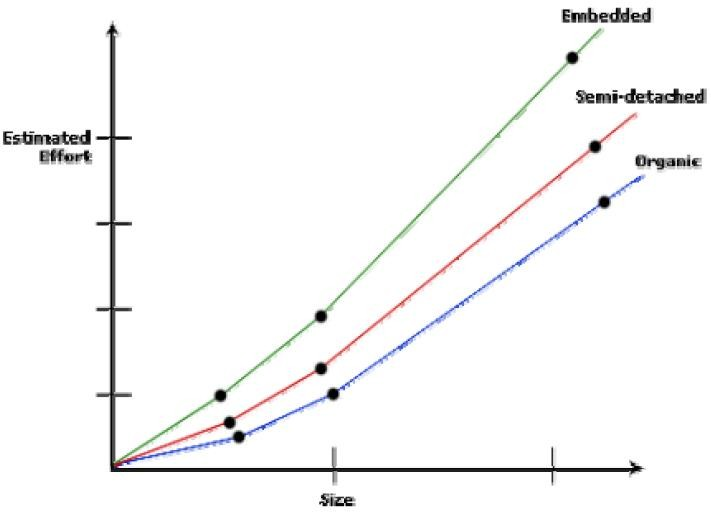 Embedded
Semi-detached
Estimated
Effort
Organic
Size